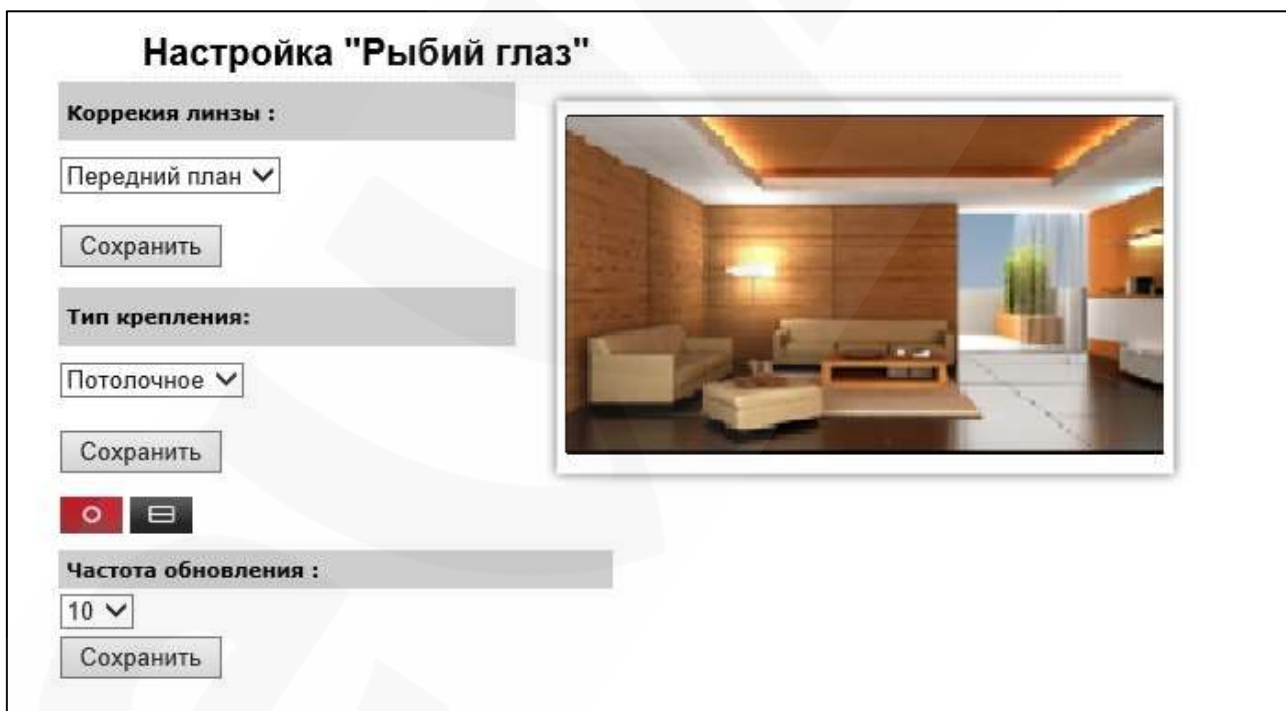 Настройка "Рыбий глаз"
Коррекия линзы :
Передний план
Сохранить
Тип крепления:
Потолочное
Сохранить
Частота обновления :
10
Сохранить